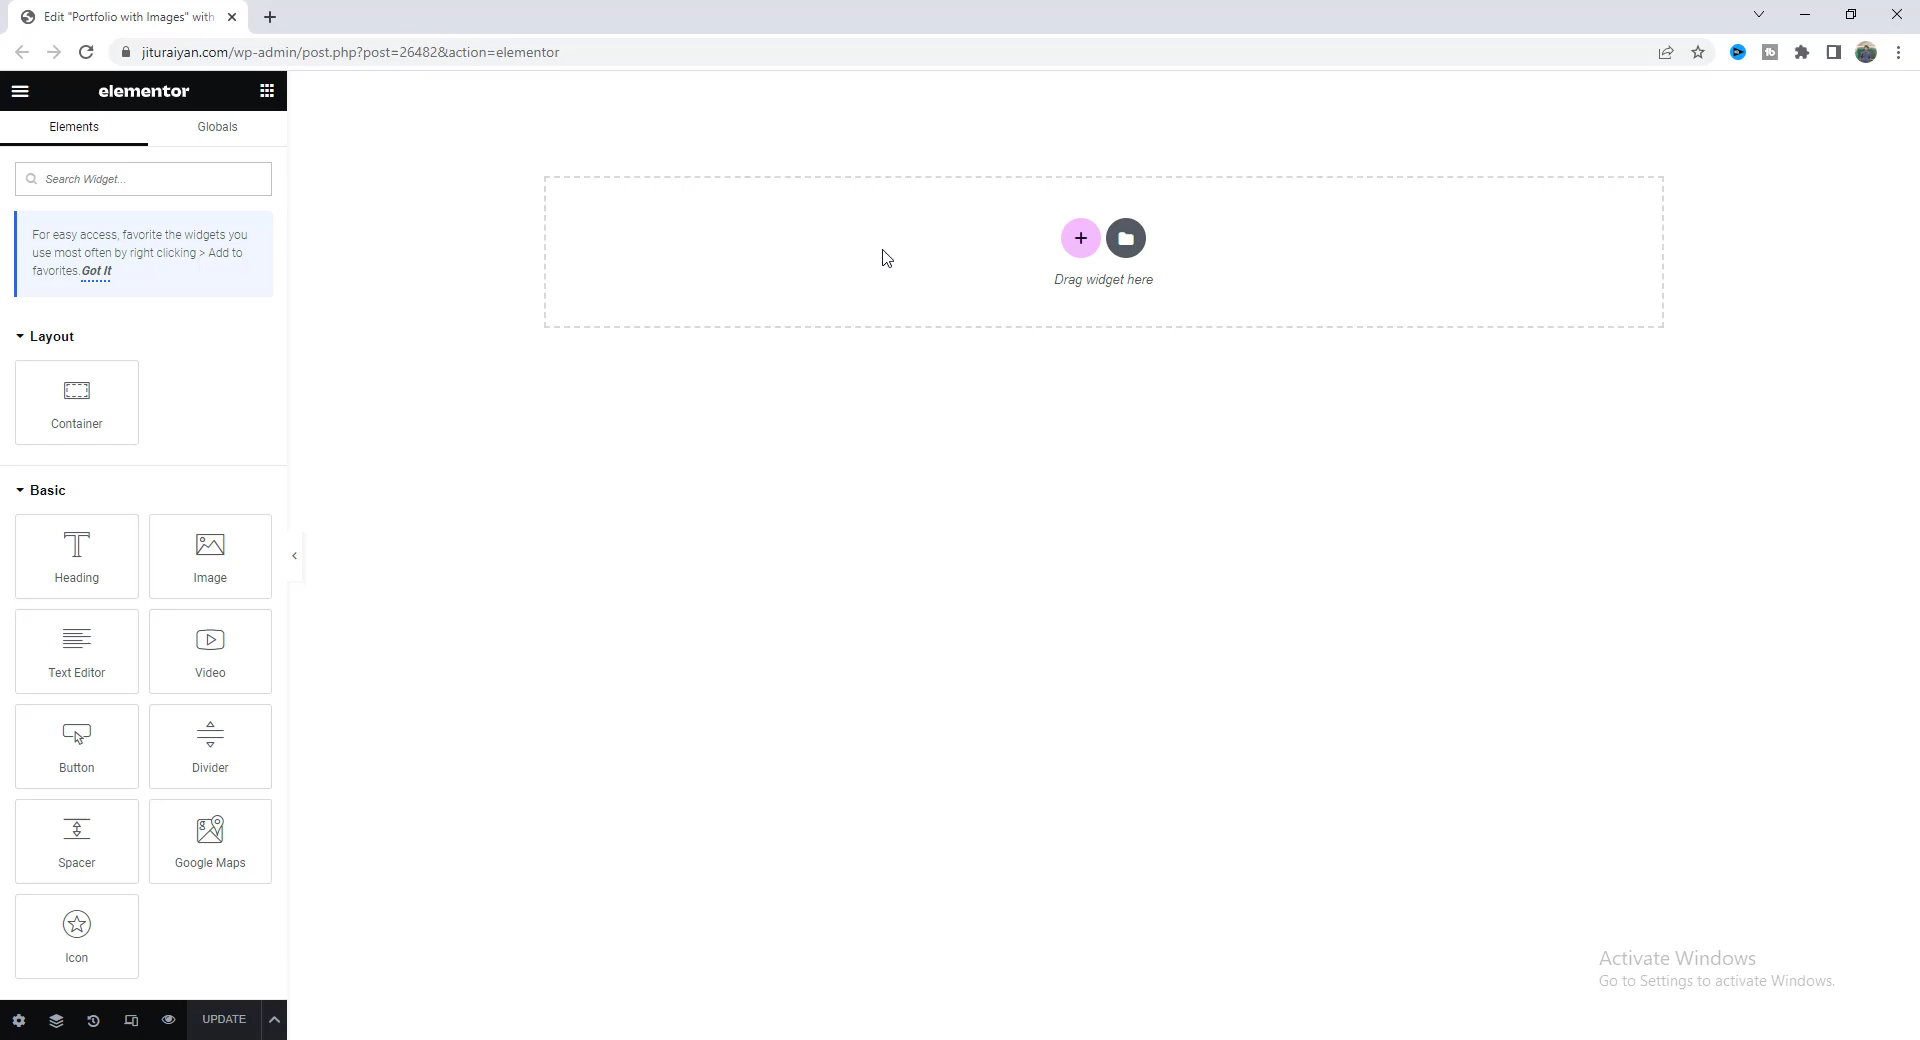 Edit "Portfolio with Images" with
jituraiyan.com/wp-admin/post.php?post=26482&action=elementor
elementor
Elements
Globals
Search Widget...
For easy access, favorite the widgets you
use most often by right clicking > Add to
favorites. Got It
Layout
Container
Basic
Heading
Image
Text Editor
Video
Button
Divider
Spacer
Google Maps
Icon
UPDATE
Drag widget here
Activate Windows
Go to Settings to activate Windows.